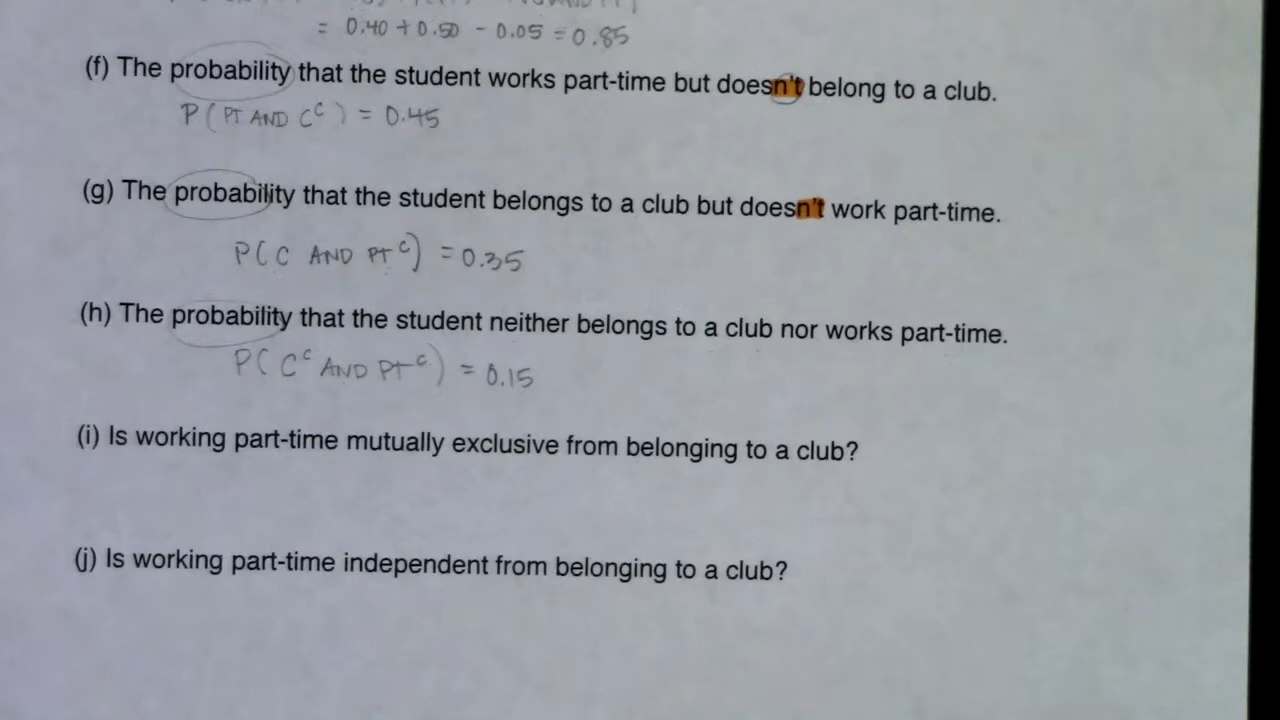 = 0.40 + 0.50 - 0.05 = 0.85
(f) The probability that the student works part-time but doesn't belong to a club.
P(PT AND Cᶜ) = 0.45
(g) The probability that the student belongs to a club but doesn't work part-time.
P(C AND PTᶜ) = 0.35
(h) The probability that the student neither belongs to a club nor works part-time.
P(Cᶜ AND PTᶜ) = 0.15
(i) Is working part-time mutually exclusive from belonging to a club?
(j) Is working part-time independent from belonging to a club?